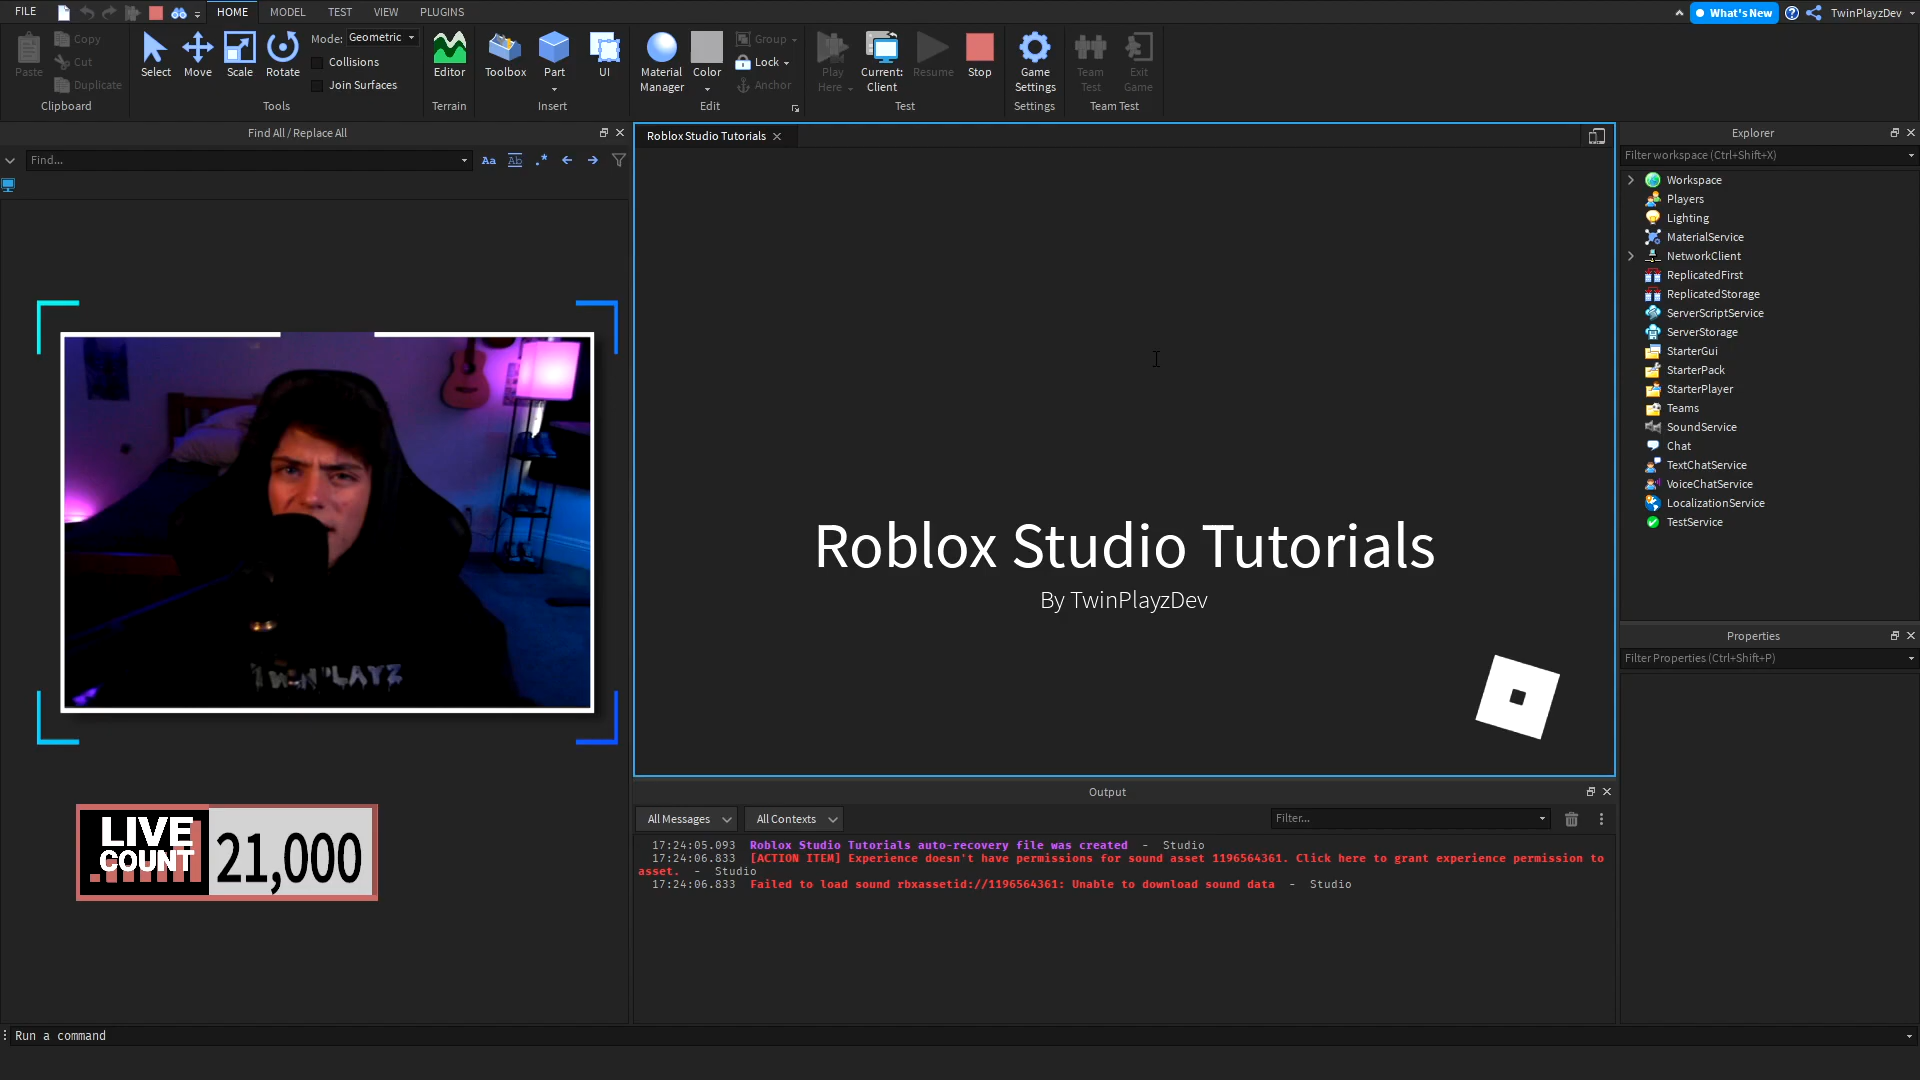 FILE
HOME
MODEL
TEST
VIEW
PLUGINS
What's New
TwinPlayzDev
Paste
Copy
Cut
Duplicate
Clipboard
Select
Move
Scale
Rotate
Mode: Geometric
Collisions
Join Surfaces
Tools
Editor
Terrain
Toolbox
Part
UI
Insert
Material
Manager
Color
Group
Lock
Anchor
Edit
Play
Here
Current:
Client
Resume
Stop
Test
Game
Settings
Settings
Team
Test
Exit
Game
Team Test
Find All / Replace All
Find...
Aa
Ab
.*
TWIN'PLAYZ
LIVE
COUNT
21,000
Roblox Studio Tutorials
Roblox Studio Tutorials
By TwinPlayzDev
Output
All Messages
All Contexts
Filter...
17:24:05.093 Roblox Studio Tutorials auto-recovery file was created - Studio
17:24:06.833 [ACTION ITEM] Experience doesn't have permissions for sound asset 1196564361. Click here to grant experience permission to
asset. - Studio
17:24:06.833 Failed to load sound rbxassetid://1196564361: Unable to download sound data - Studio
Explorer
Filter workspace (Ctrl+Shift+X)
Workspace
Players
Lighting
MaterialService
NetworkClient
ReplicatedFirst
ReplicatedStorage
ServerScriptService
ServerStorage
StarterGui
StarterPack
StarterPlayer
Teams
SoundService
Chat
TextChatService
VoiceChatService
LocalizationService
TestService
Properties
Filter Properties (Ctrl+Shift+P)
Run a command